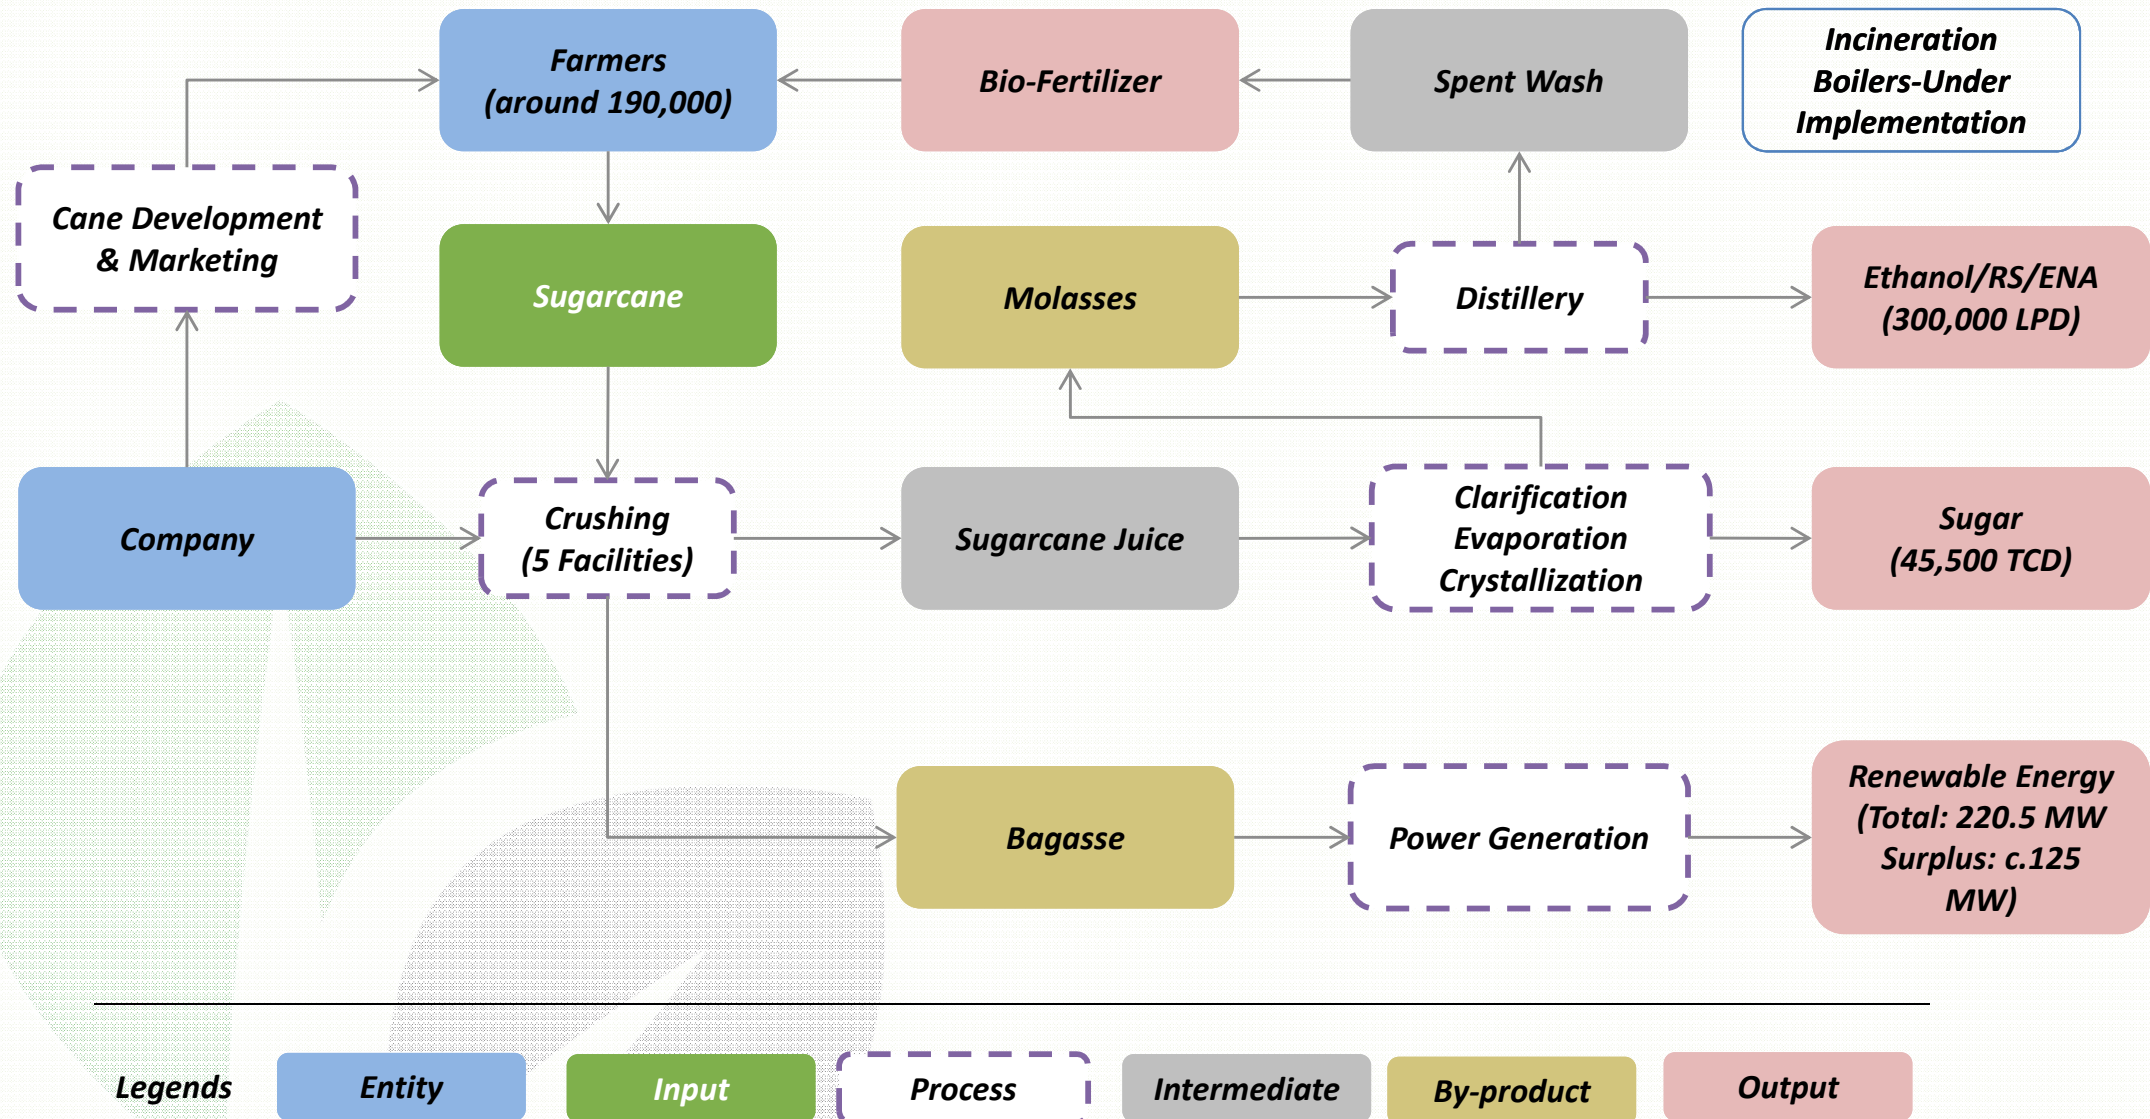 Farmers
(around 190,000)
Bio-Fertilizer
Spent Wash
Incineration
Boilers-Under
Implementation
Cane Development
& Marketing
Sugarcane
Molasses
Distillery
Ethanol/RS/ENA
(300,000 LPD)
Company
Crushing
(5 Facilities)
Sugarcane Juice
Clarification
Evaporation
Crystallization
Sugar
(45,500 TCD)
Bagasse
Power Generation
Renewable Energy
(Total: 220.5 MW
Surplus: c.125
MW)
Legends
Entity
Input
Process
Intermediate
By-product
Output